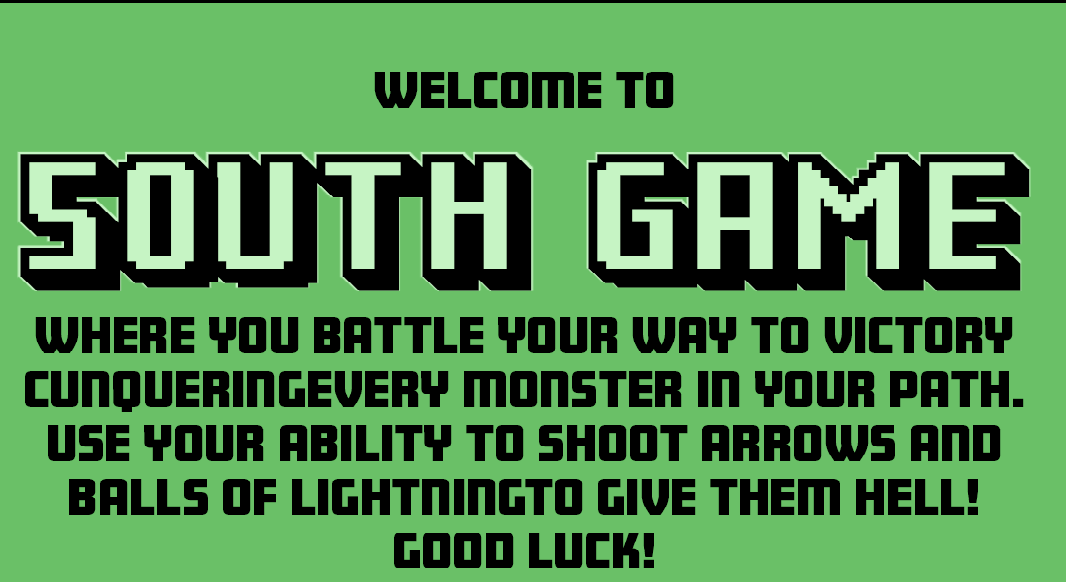 WELCOME TO
SOUTH GAME
WHERE YOU BATTLE YOUR WAY TO VICTORY
CUNQUERINGEVERY MONSTER IN YOUR PATH.
USE YOUR ABILITY TO SHOOT ARROWS AND
BALLS OF LIGHTNINGTO GIVE THEM HELL!
GOOD LUCK!